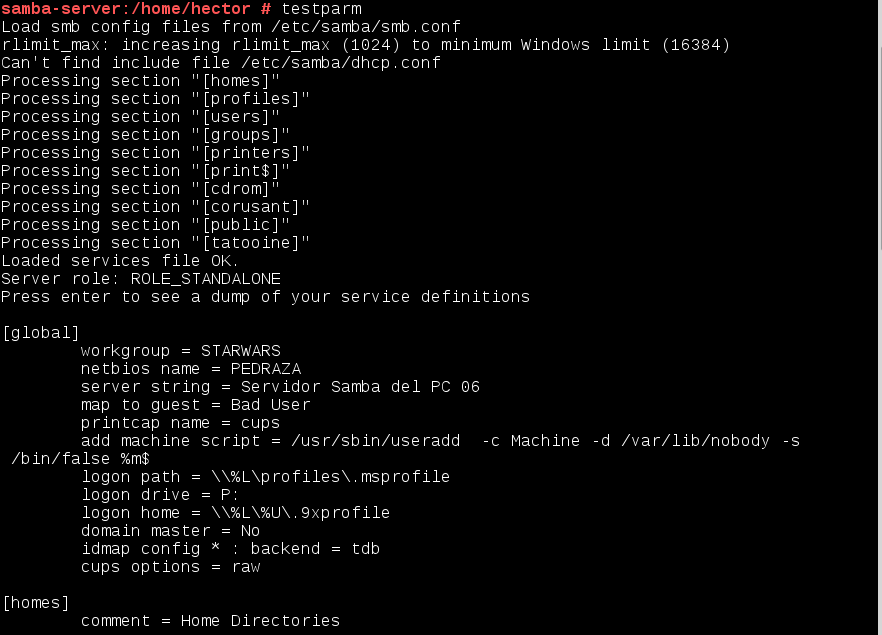 samba-server:/home/hector # testparm
Load smb config files from /etc/samba/smb.conf
rlimit_max: increasing rlimit_max (1024) to minimum Windows limit (16384)
Can't find include file /etc/samba/dhcp.conf
Processing section "[homes]"
Processing section "[profiles]"
Processing section "[users]"
Processing section "[groups]"
Processing section "[printers]"
Processing section "[print$]"
Processing section "[cdrom]"
Processing section "[corusant]"
Processing section "[public]"
Processing section "[tatooine]"
Loaded services file OK.
Server role: ROLE_STANDALONE
Press enter to see a dump of your service definitions

[global]
        workgroup = STARWARS
        netbios name = PEDRAZA
        server string = Servidor Samba del PC 06
        map to guest = Bad User
        printcap name = cups
        add machine script = /usr/sbin/useradd  -c Machine -d /var/lib/nobody -s
 /bin/false %m$
        logon path = \\%L\profiles\.msprofile
        logon drive = P:
        logon home = \\%L\%U\.9xprofile
        domain master = No
        idmap config * : backend = tdb
        cups options = raw

[homes]
        comment = Home Directories